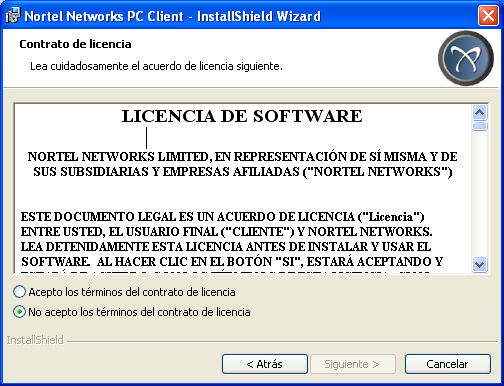 Nortel Networks PC Client - InstallShield Wizard
Contrato de licencia
Lea cuidadosamente el acuerdo de licencia siguiente.
LICENCIA DE SOFTWARE
NORTEL NETWORKS LIMITED, EN REPRESENTACIÓN DE SÍ MISMA Y DE
SUS SUBSIDIARIAS Y EMPRESAS AFILIADAS ("NORTEL NETWORKS")
ESTE DOCUMENTO LEGAL ES UN ACUERDO DE LICENCIA ("Licencia")
ENTRE USTED, EL USUARIO FINAL ("CLIENTE") Y NORTEL NETWORKS.
LEA DETENIDAMENTE ESTA LICENCIA ANTES DE INSTALAR Y USAR EL
SOFTWARE. AL HACER CLIC EN EL BOTÓN "SI", ESTARÁ ACEPTANDO Y
Acepto los términos del contrato de licencia
No acepto los términos del contrato de licencia
InstallShield
< Atrás
Siguiente >
Cancelar